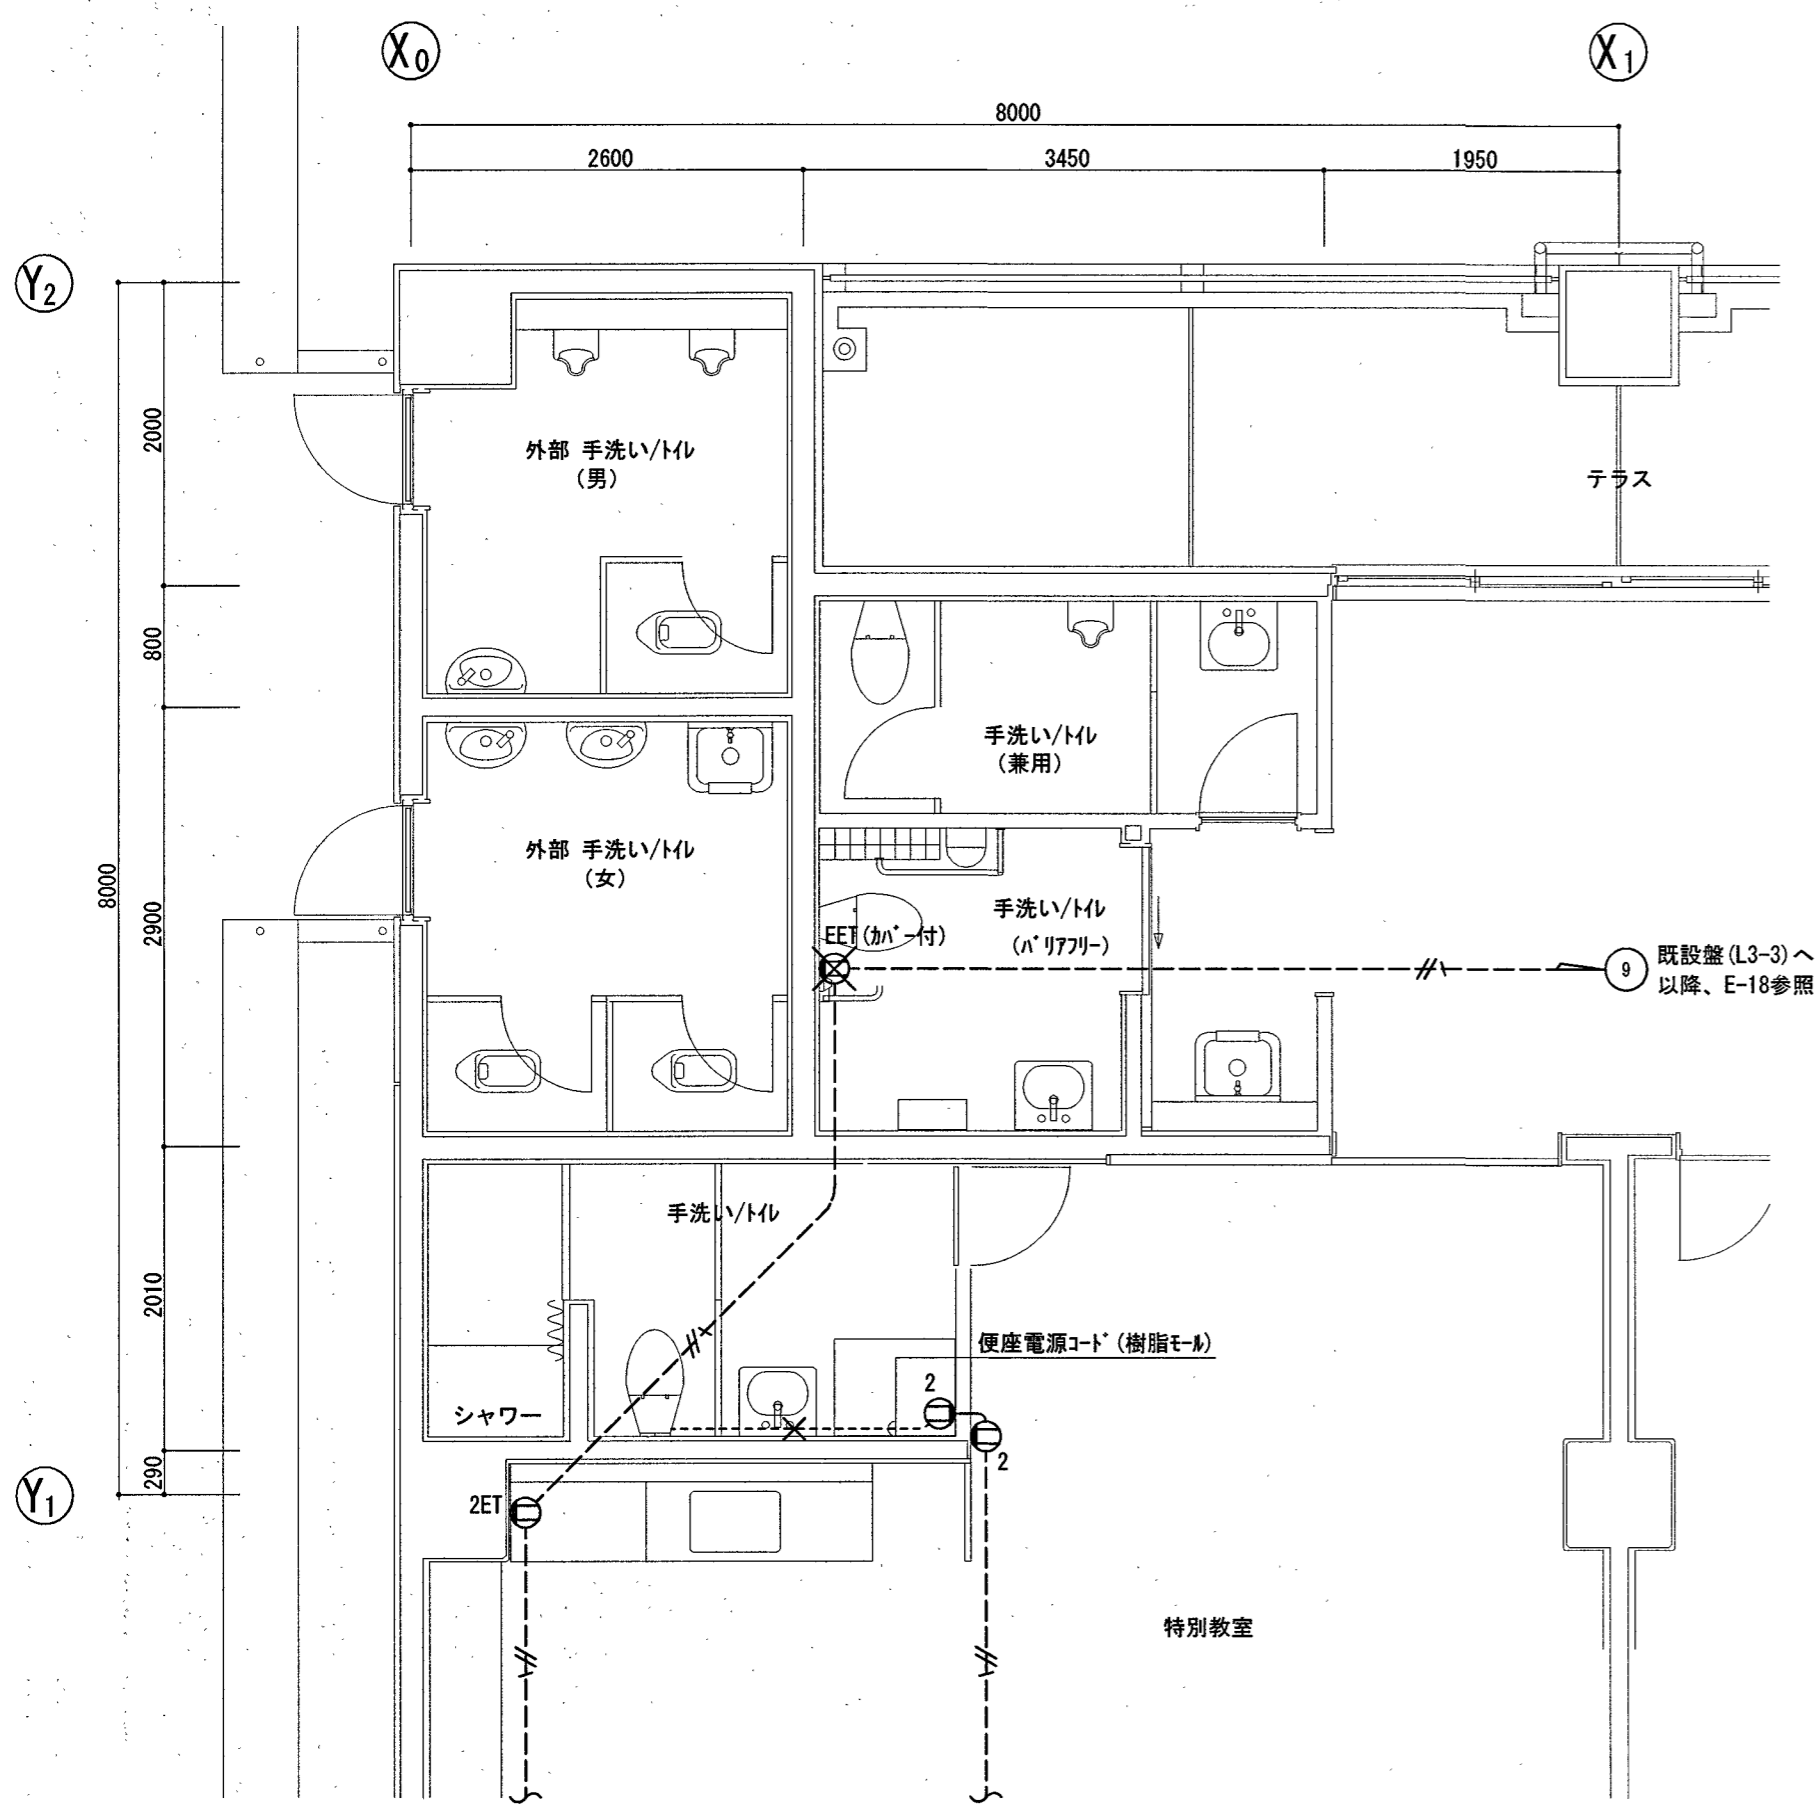 X0
X1
8000
2600
3450
1950
Y2
2000
外部 手洗い/ﾄｲﾚ
(男)
テラス
800
手洗い/ﾄｲﾚ
(兼用)
外部 手洗い/ﾄｲﾚ
(女)
8000
2900
手洗い/ﾄｲﾚ
(ﾊﾞﾘｱﾌﾘｰ)
EET(ｶﾊﾞｰ付)
9
既設盤(L3-3)へ
以降、E-18参照
手洗い/ﾄｲﾚ
2010
便座電源ｺｰﾄﾞ(樹脂ﾓｰﾙ)
2
シャワー
2
290
Y1
2ET
特別教室